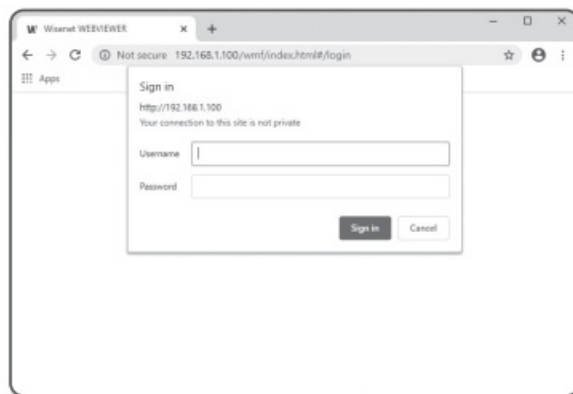 W Wisenet WEBVIEWER
Not secure 192.168.1.100/wmf/index.html#/login
Apps
Sign in
http://192.168.1.100
Your connection to this site is not private
Username
Password
Sign in Cancel